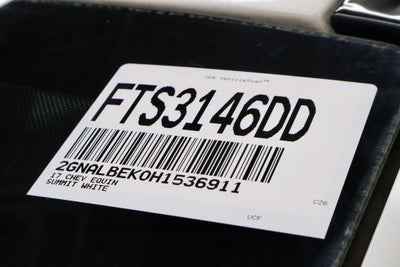 CDK VehicleScan™
FTS3146DD
2GNALBEK0H1536911
17 CHEV EQUIN
SUMMIT WHITE
C26
UCF